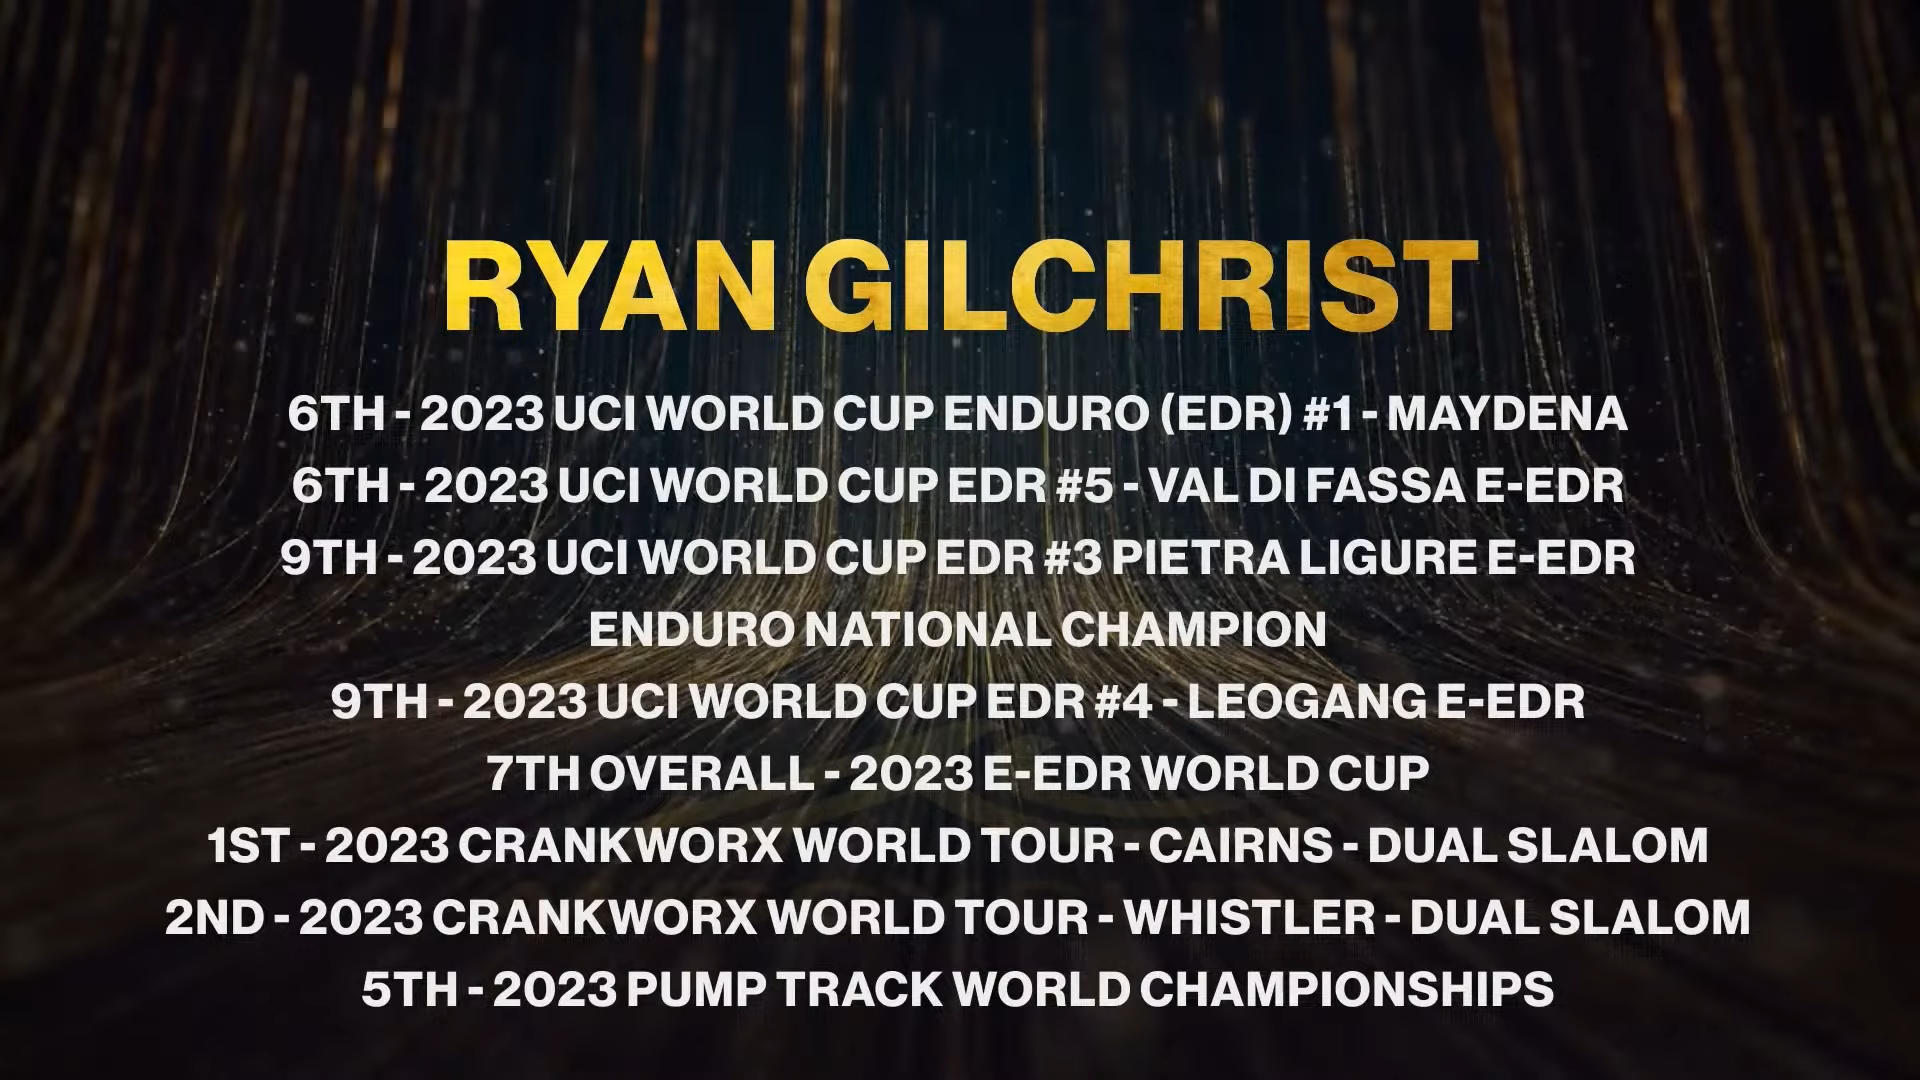 RYAN GILCHRIST
6TH - 2023 UCI WORLD CUP ENDURO (EDR) #1 - MAYDENA
6TH - 2023 UCI WORLD CUP EDR #5 - VAL DI FASSA E-EDR
9TH - 2023 UCI WORLD CUP EDR #3 PIETRA LIGURE E-EDR
ENDURO NATIONAL CHAMPION
9TH - 2023 UCI WORLD CUP EDR #4 - LEOGANG E-EDR
7TH OVERALL - 2023 E-EDR WORLD CUP
1ST - 2023 CRANKWORX WORLD TOUR - CAIRNS - DUAL SLALOM
2ND - 2023 CRANKWORX WORLD TOUR - WHISTLER - DUAL SLALOM
5TH - 2023 PUMP TRACK WORLD CHAMPIONSHIPS